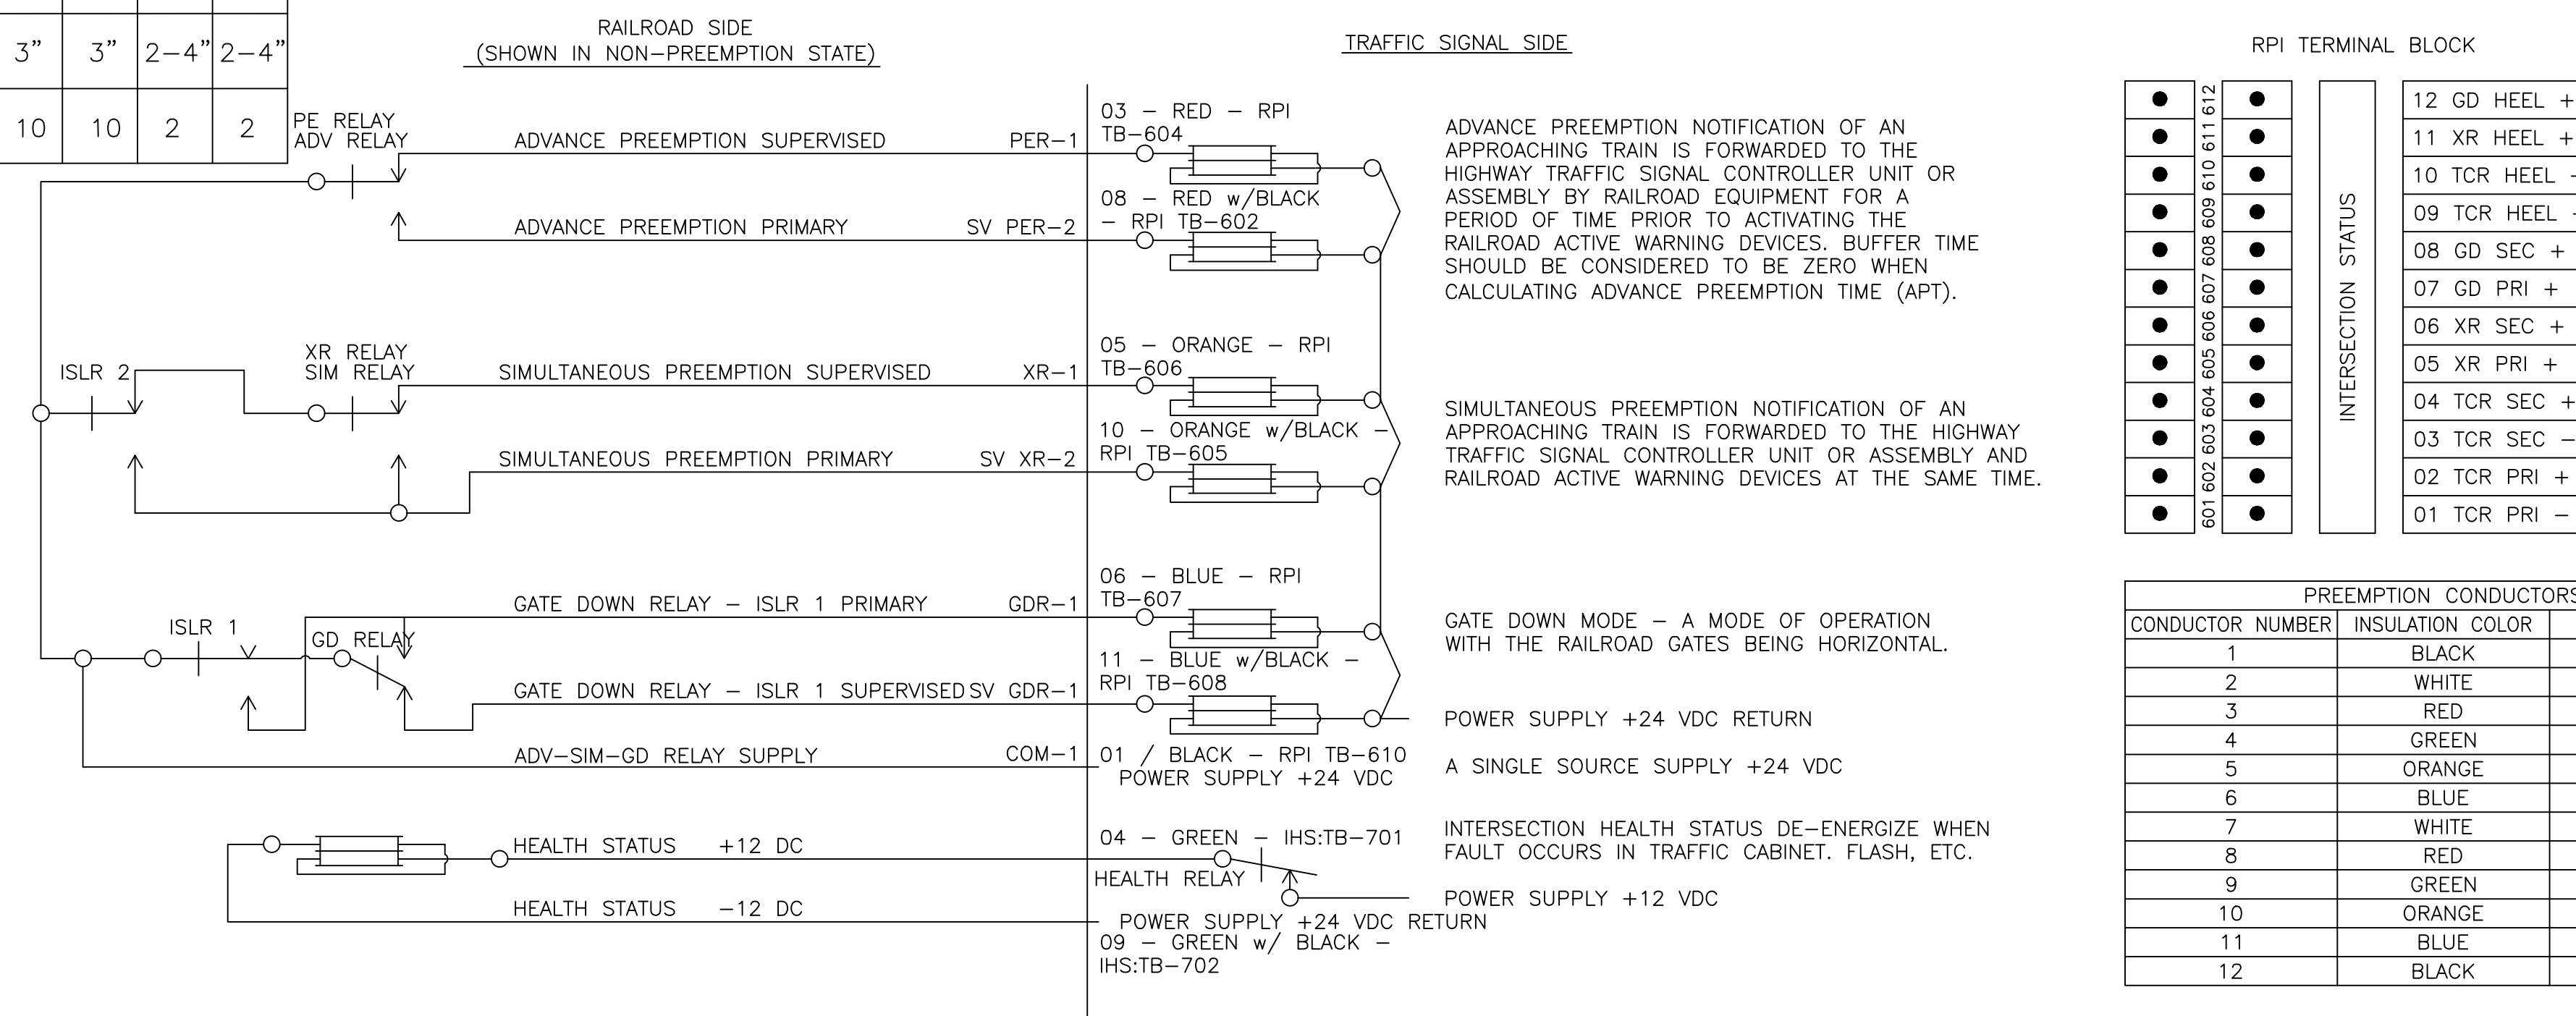 3” 3” 2–4” 2–4”
10 10 2 2
RAILROAD SIDE
(SHOWN IN NON–PREEMPTION STATE)
TRAFFIC SIGNAL SIDE
PE RELAY
ADV RELAY
ADVANCE PREEMPTION SUPERVISED PER–1
ADVANCE PREEMPTION PRIMARY SV PER–2
03 – RED – RPI
TB–604
08 – RED w/BLACK
– RPI TB–602
ADVANCE PREEMPTION NOTIFICATION OF AN
APPROACHING TRAIN IS FORWARDED TO THE
HIGHWAY TRAFFIC SIGNAL CONTROLLER UNIT OR
ASSEMBLY BY RAILROAD EQUIPMENT FOR A
PERIOD OF TIME PRIOR TO ACTIVATING THE
RAILROAD ACTIVE WARNING DEVICES. BUFFER TIME
SHOULD BE CONSIDERED TO BE ZERO WHEN
CALCULATING ADVANCE PREEMPTION TIME (APT).
ISLR 2
XR RELAY
SIM RELAY
SIMULTANEOUS PREEMPTION SUPERVISED XR–1
SIMULTANEOUS PREEMPTION PRIMARY SV XR–2
05 – ORANGE – RPI
TB–606
10 – ORANGE w/BLACK –
RPI TB–605
SIMULTANEOUS PREEMPTION NOTIFICATION OF AN
APPROACHING TRAIN IS FORWARDED TO THE HIGHWAY
TRAFFIC SIGNAL CONTROLLER UNIT OR ASSEMBLY AND
RAILROAD ACTIVE WARNING DEVICES AT THE SAME TIME.
ISLR 1
GD RELAY
GATE DOWN RELAY – ISLR 1 PRIMARY GDR–1
GATE DOWN RELAY – ISLR 1 SUPERVISED SV GDR–1
06 – BLUE – RPI
TB–607
11 – BLUE w/BLACK –
RPI TB–608
GATE DOWN MODE – A MODE OF OPERATION
WITH THE RAILROAD GATES BEING HORIZONTAL.
POWER SUPPLY +24 VDC RETURN
ADV–SIM–GD RELAY SUPPLY COM–1
01 / BLACK – RPI TB–610
POWER SUPPLY +24 VDC
A SINGLE SOURCE SUPPLY +24 VDC
HEALTH STATUS +12 DC
04 – GREEN – IHS:TB–701
HEALTH RELAY
INTERSECTION HEALTH STATUS DE–ENERGIZE WHEN
FAULT OCCURS IN TRAFFIC CABINET. FLASH, ETC.
POWER SUPPLY +12 VDC
HEALTH STATUS –12 DC
POWER SUPPLY +24 VDC RETURN
09 – GREEN w/ BLACK –
IHS:TB–702
RPI TERMINAL BLOCK
601 602 603 604 605 606 607 608 609 610 611 612
INTERSECTION STATUS
12 GD HEEL +
11 XR HEEL +
10 TCR HEEL
09 TCR HEEL
08 GD SEC +
07 GD PRI +
06 XR SEC +
05 XR PRI +
04 TCR SEC +
03 TCR SEC –
02 TCR PRI +
01 TCR PRI –
PREEMPTION CONDUCTORS
CONDUCTOR NUMBER INSULATION COLOR
1 BLACK
2 WHITE
3 RED
4 GREEN
5 ORANGE
6 BLUE
7 WHITE
8 RED
9 GREEN
10 ORANGE
11 BLUE
12 BLACK